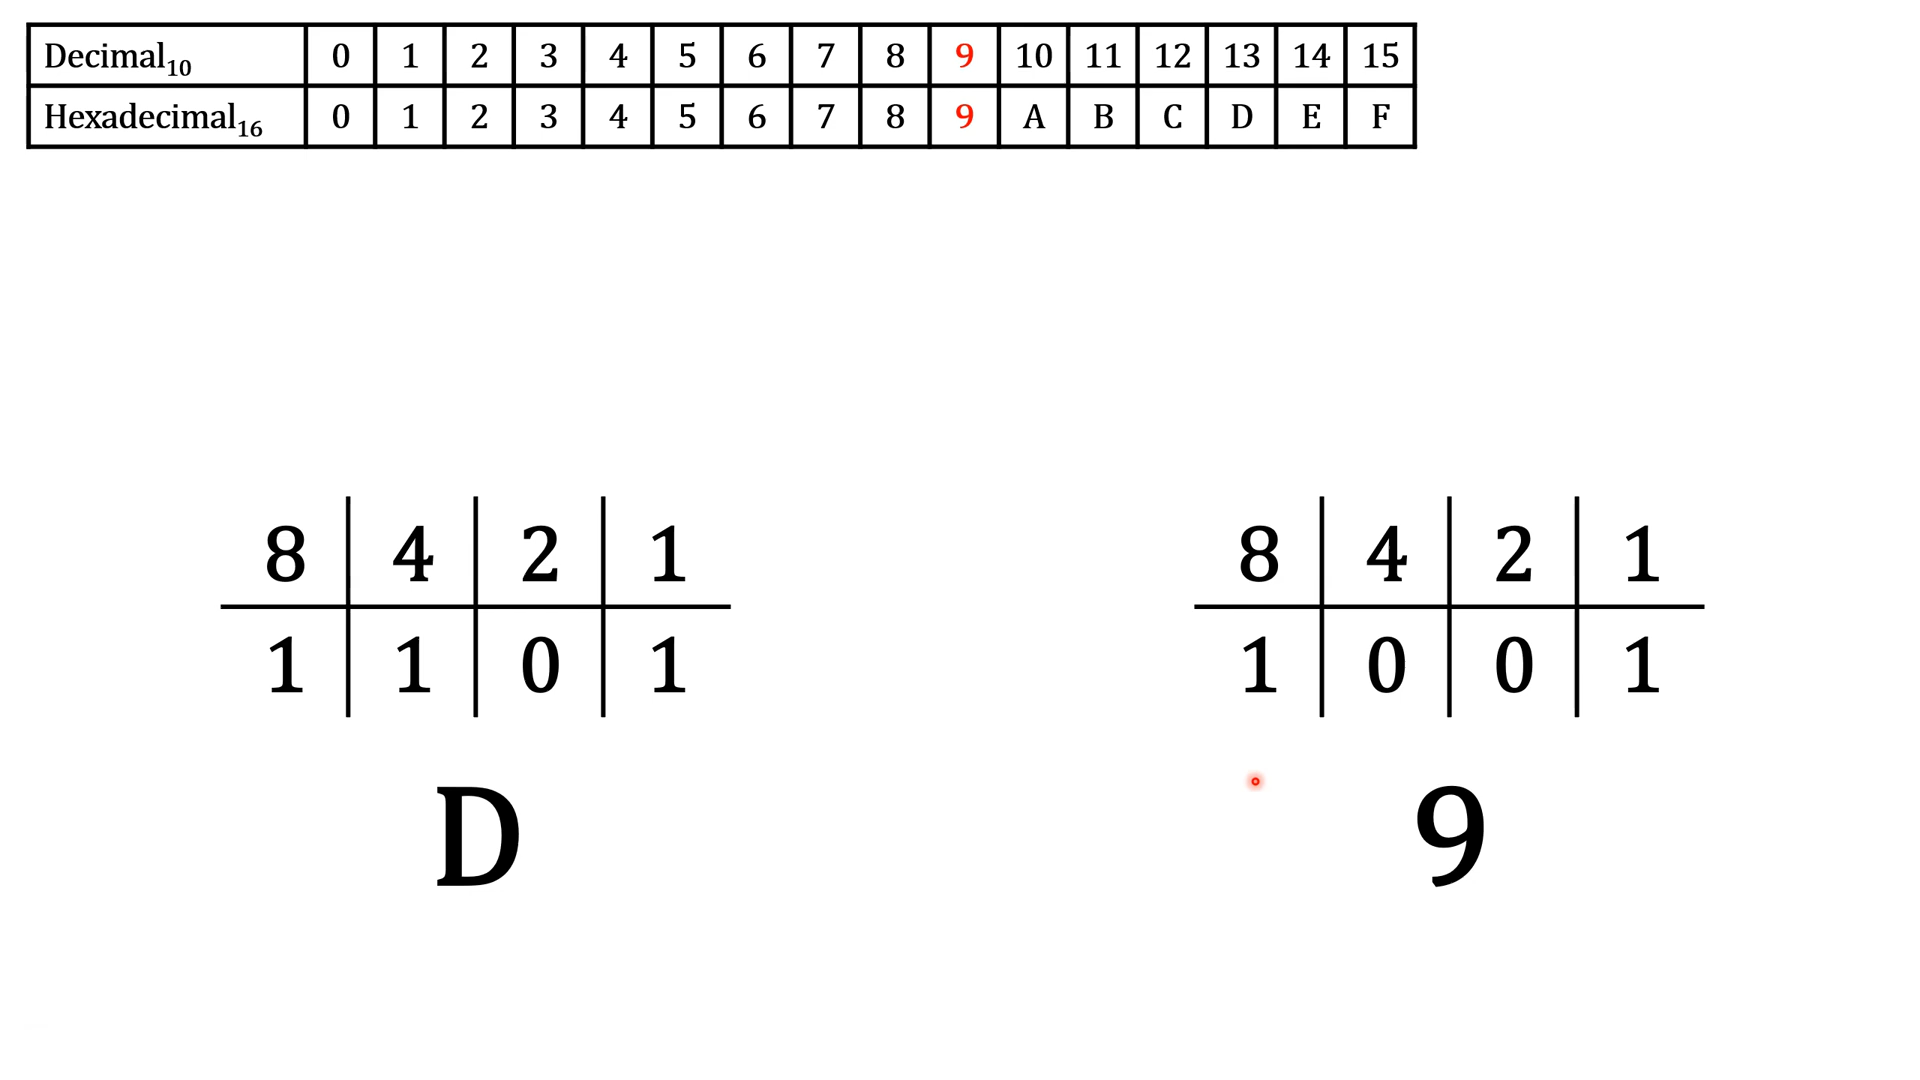 Decimal10 0 1 2 3 4 5 6 7 8 9 10 11 12 13 14 15
Hexadecimal16 0 1 2 3 4 5 6 7 8 9 A B C D E F
8 4 2 1
1 1 0 1
D
8 4 2 1
1 0 0 1
9